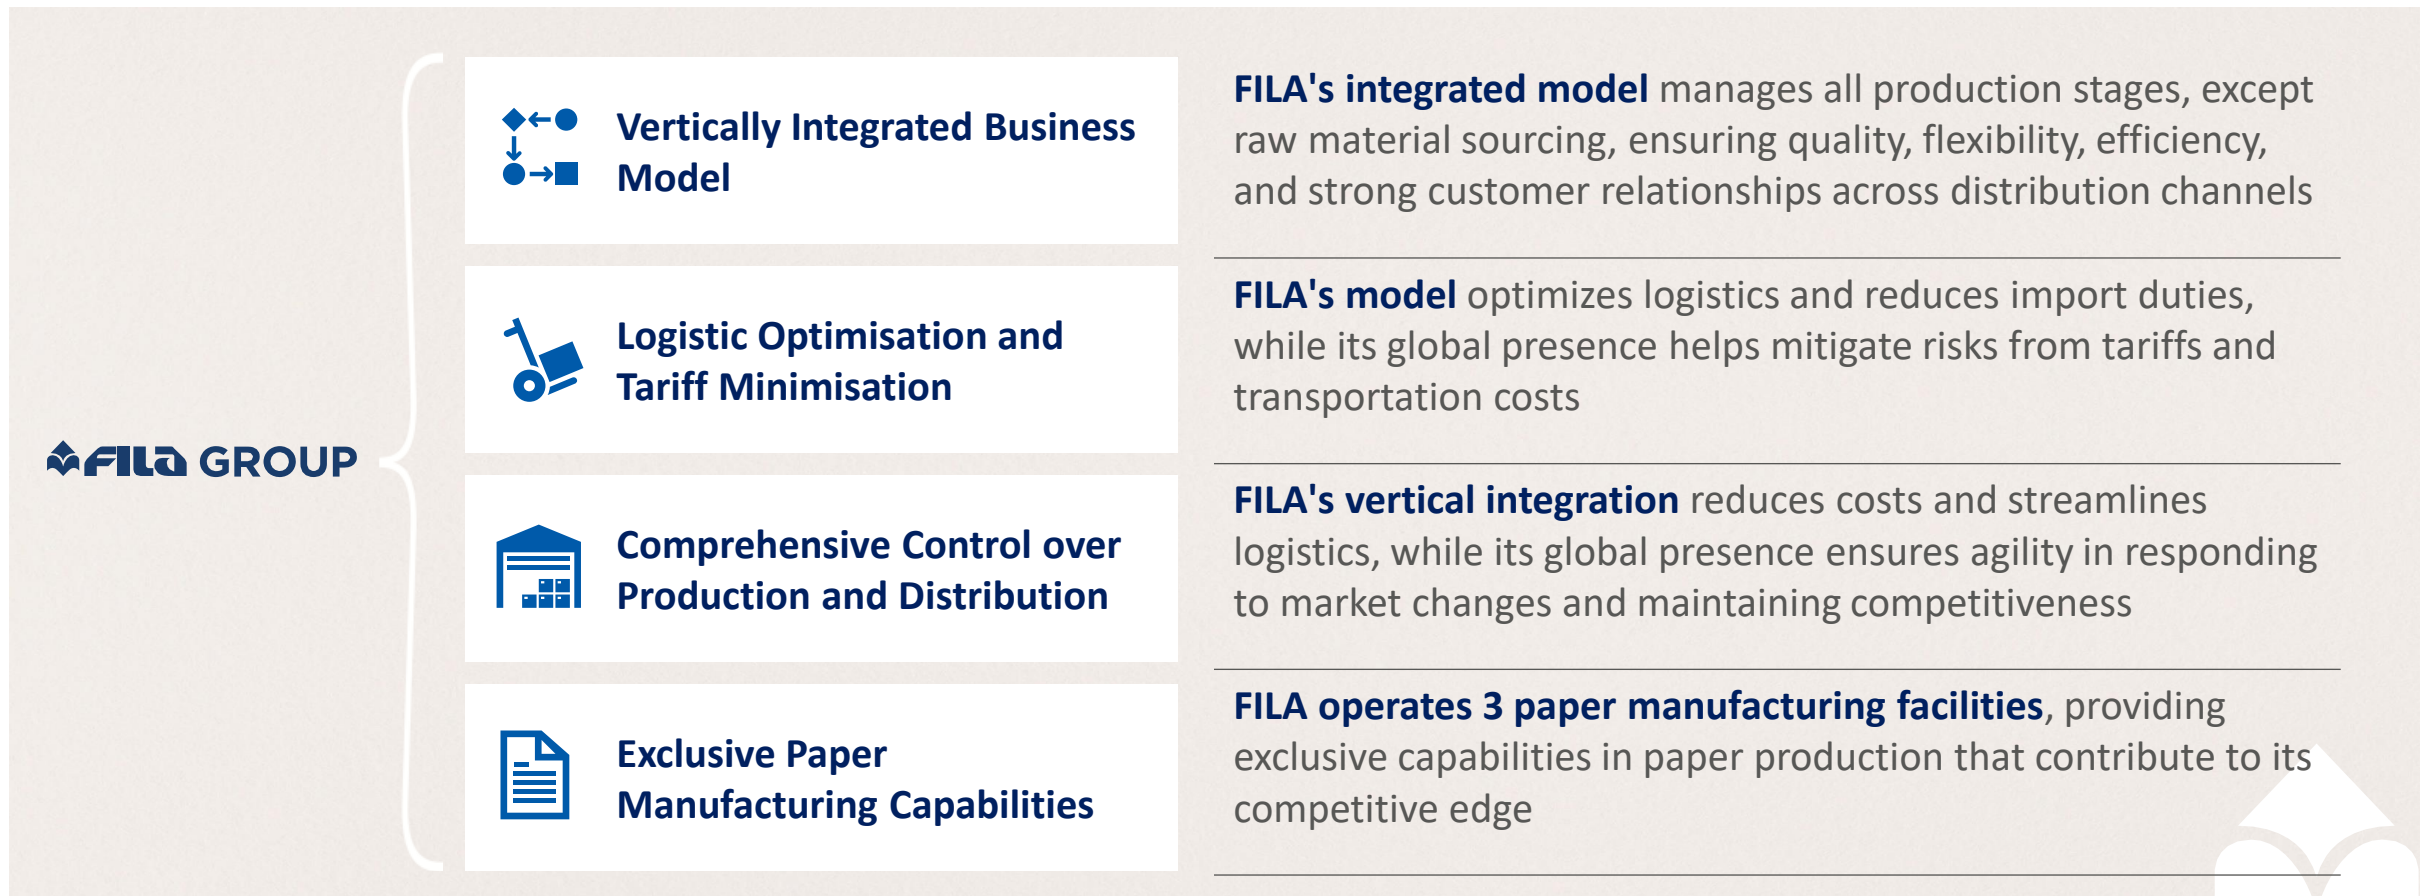 FILA GROUP
Vertically Integrated Business
Model
FILA's integrated model manages all production stages, except
raw material sourcing, ensuring quality, flexibility, efficiency,
and strong customer relationships across distribution channels
Logistic Optimisation and
Tariff Minimisation
FILA's model optimizes logistics and reduces import duties,
while its global presence helps mitigate risks from tariffs and
transportation costs
Comprehensive Control over
Production and Distribution
FILA's vertical integration reduces costs and streamlines
logistics, while its global presence ensures agility in responding
to market changes and maintaining competitiveness
Exclusive Paper
Manufacturing Capabilities
FILA operates 3 paper manufacturing facilities, providing
exclusive capabilities in paper production that contribute to its
competitive edge